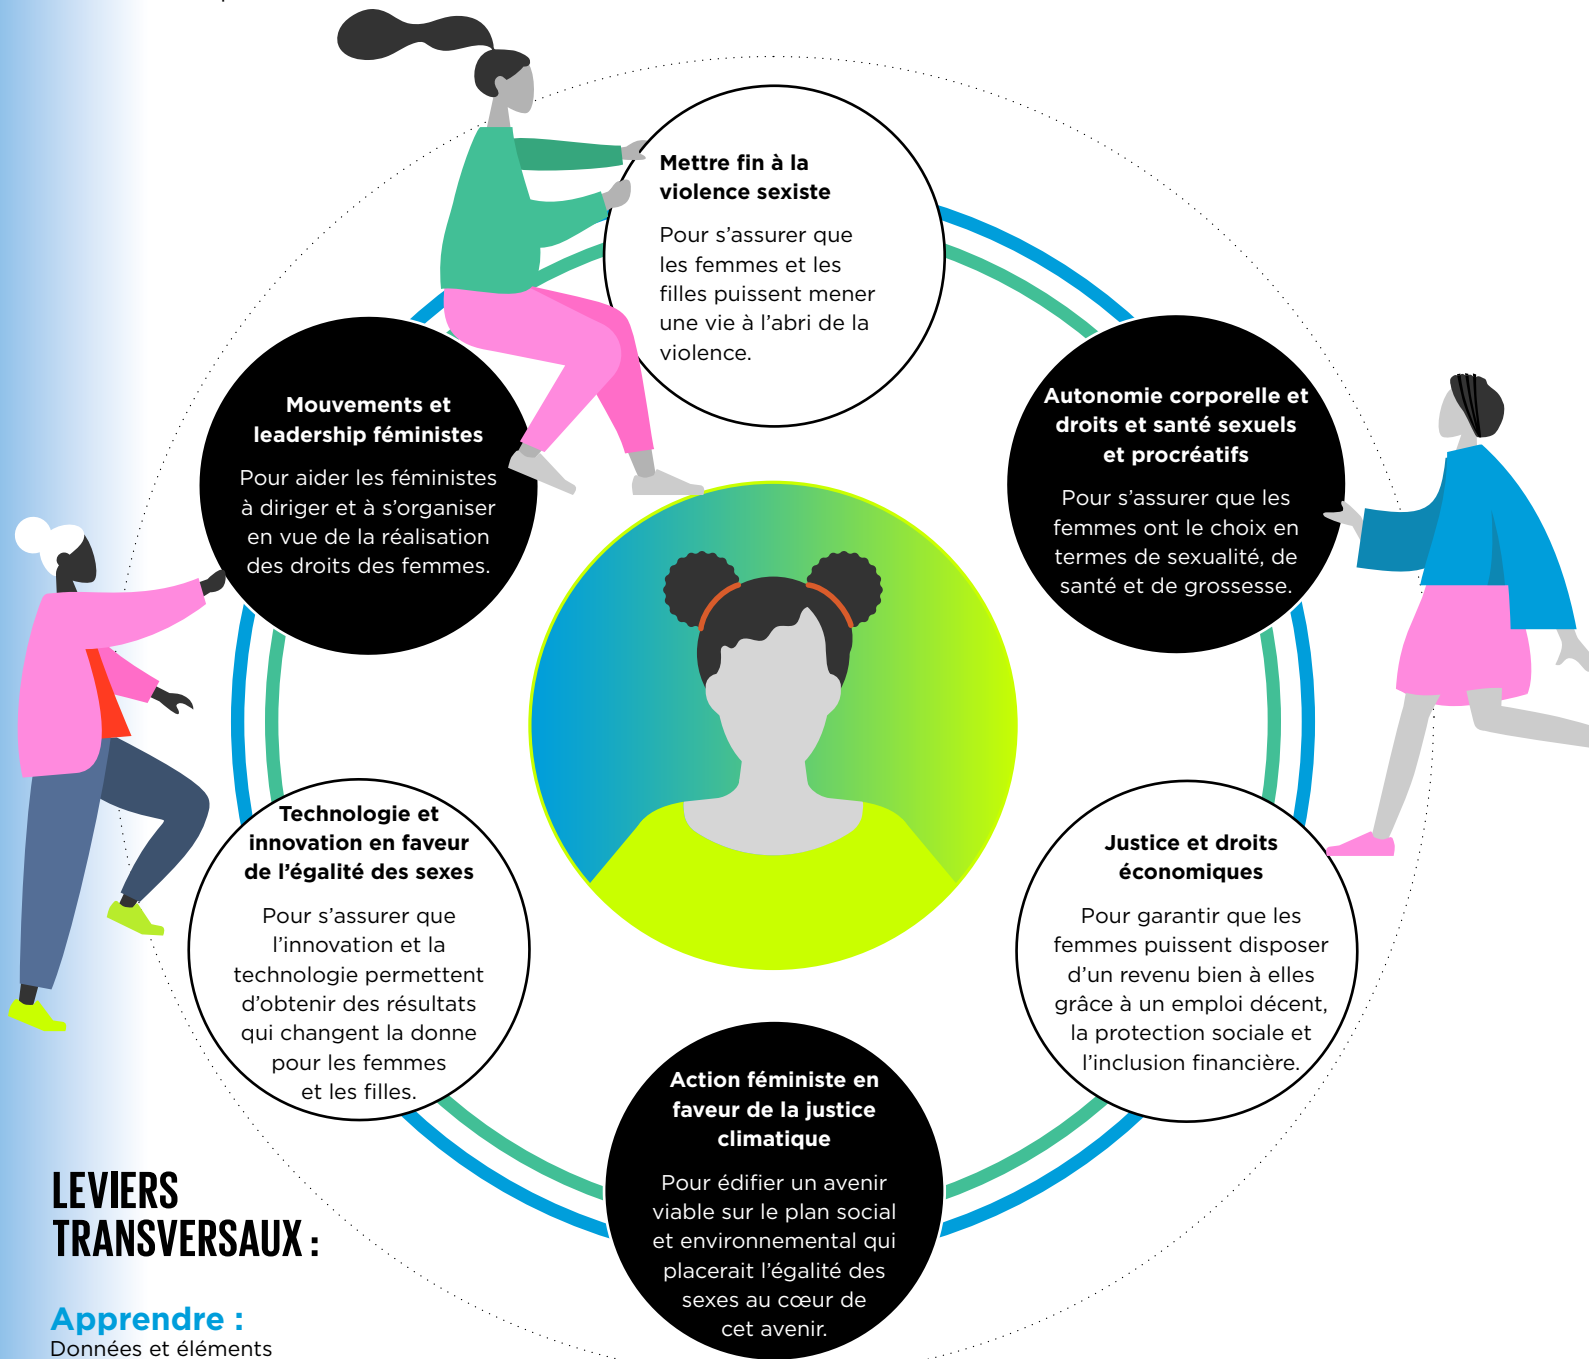 Mettre fin à la
violence sexiste
Pour s’assurer que
les femmes et les
filles puissent mener
une vie à l’abri de la
violence.
Autonomie corporelle et
droits et santé sexuels
et procréatifs
Pour s’assurer que les
femmes ont le choix en
termes de sexualité, de
santé et de grossesse.
Justice et droits
économiques
Pour garantir que les
femmes puissent disposer
d’un revenu bien à elles
grâce à un emploi décent,
la protection sociale et
l’inclusion financière.
Action féministe en
faveur de la justice
climatique
Pour édifier un avenir
viable sur le plan social
et environnemental qui
placerait l’égalité des
sexes au cœur de
cet avenir.
Technologie et
innovation en faveur
de l’égalité des sexes
Pour s’assurer que
l’innovation et la
technologie permettent
d’obtenir des résultats
qui changent la donne
pour les femmes
et les filles.
Mouvements et
leadership féministes
Pour aider les féministes
à diriger et à s’organiser
en vue de la réalisation
des droits des femmes.
LEVIERS
TRANSVERSAUX :
Apprendre :
Données et éléments